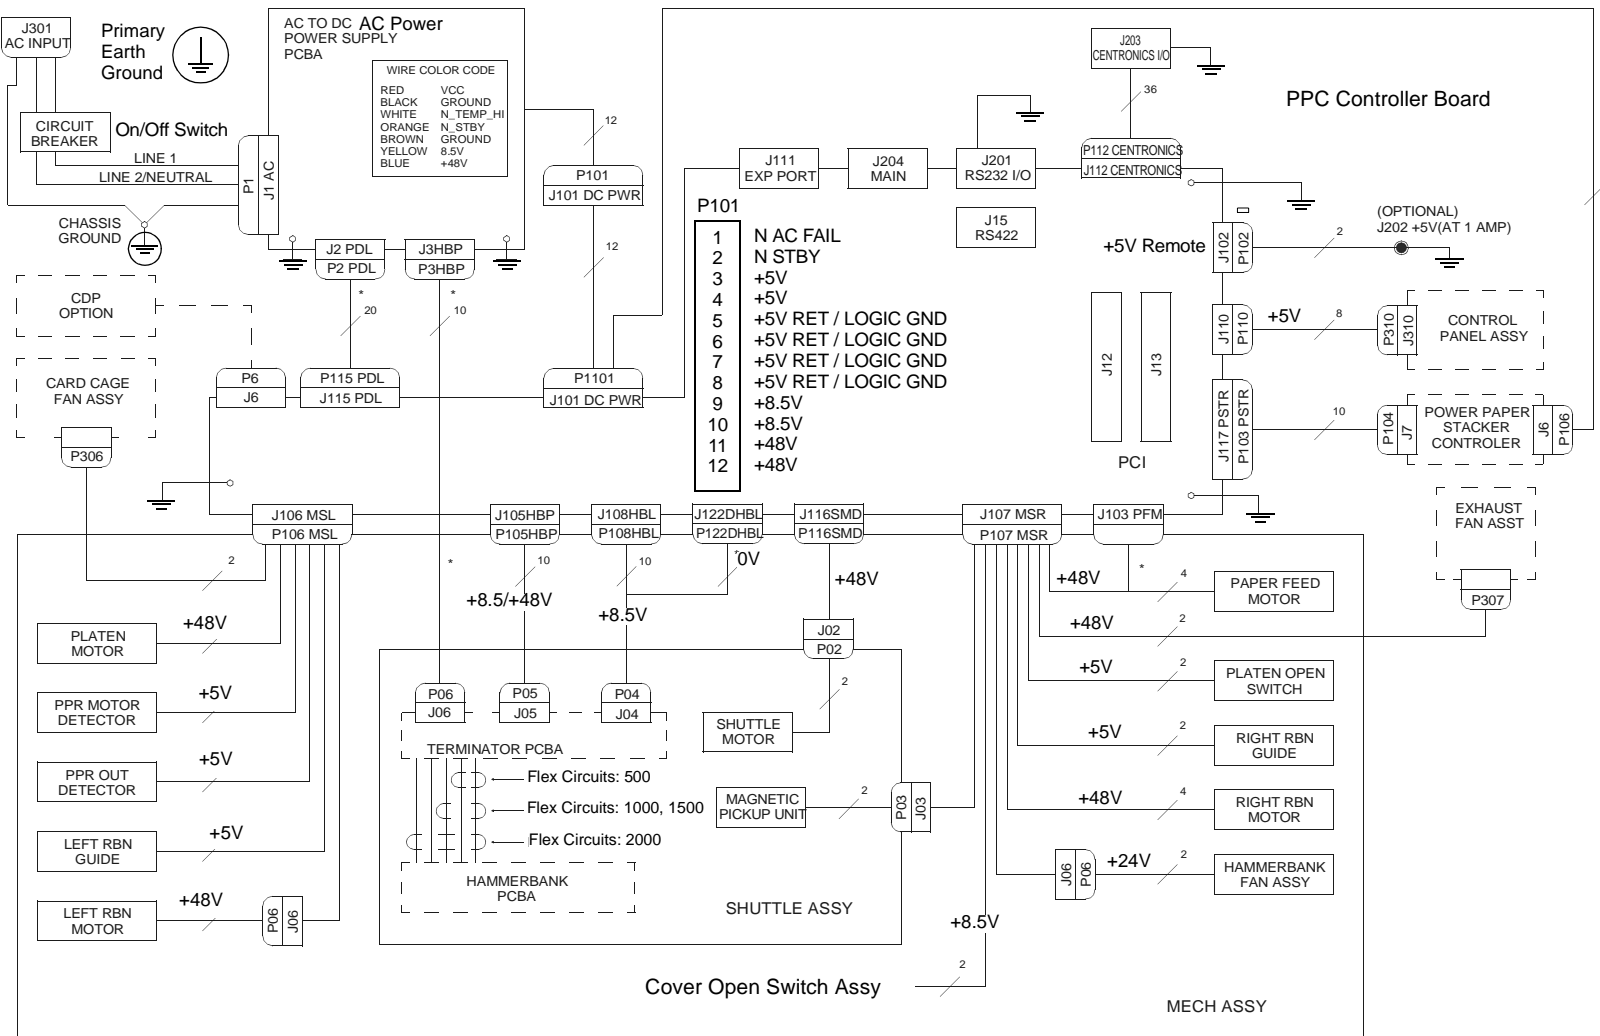 J301
AC INPUT
Primary
Earth
Ground
AC TO DC AC Power
POWER SUPPLY
PCBA
WIRE COLOR CODE
RED VCC
BLACK GROUND
WHITE N_TEMP_HI
ORANGE N_STBY
BROWN GROUND
YELLOW 8.5V
BLUE +48V
CIRCUIT
BREAKER
On/Off Switch
LINE 1
LINE 2/NEUTRAL
P1
J1 AC
CHASSIS
GROUND
12
P101
J101 DC PWR
12
J203
CENTRONICS I/O
36
PPC Controller Board
J111
EXP PORT
J204
MAIN
J201
RS232 I/O
P112 CENTRONICS
J112 CENTRONICS
J15
RS422
J2 PDL
P2 PDL
J3HBP
P3HBP
*
20
*
10
P101
1 N AC FAIL
2 N STBY
3 +5V
4 +5V
5 +5V RET / LOGIC GND
6 +5V RET / LOGIC GND
7 +5V RET / LOGIC GND
8 +5V RET / LOGIC GND
9 +8.5V
10 +8.5V
11 +48V
12 +48V
+5V Remote
J102
P102
2
(OPTIONAL)
J202 +5V(AT 1 AMP)
CDP
OPTION
CARD CAGE
FAN ASSY
P306
P6
J6
P115 PDL
J115 PDL
P1101
J101 DC PWR
J12
J13
PCI
J110
P110
+5V
8
P310
J310
CONTROL
PANEL ASSY
J117 PSTR
P103 PSTR
10
P104
J7
POWER PAPER
STACKER
CONTROLER
J6
P106
EXHAUST
FAN ASST
P307
J106 MSL
P106 MSL
J105HBP
P105HBP
J108HBL
P108HBL
J122DHBL
P122DHBL
J116SMD
P116SMD
J107 MSR
P107 MSR
J103 PFM
2
*
10
+8.5/+48V
10
+8.5V
*
0V
+48V
+48V
*
4
PAPER FEED
MOTOR
+48V
2
PLATEN
MOTOR
+48V
PPR MOTOR
DETECTOR
+5V
PPR OUT
DETECTOR
+5V
LEFT RBN
GUIDE
+5V
LEFT RBN
MOTOR
+48V
P06
J06
J02
P02
2
P06
J06
P05
J05
P04
J04
SHUTTLE
MOTOR
TERMINATOR PCBA
Flex Circuits: 500
Flex Circuits: 1000, 1500
Flex Circuits: 2000
HAMMERBANK
PCBA
MAGNETIC
PICKUP UNIT
2
P03
J03
SHUTTLE ASSY
+5V
2
PLATEN OPEN
SWITCH
+5V
2
RIGHT RBN
GUIDE
+48V
4
RIGHT RBN
MOTOR
J06
P06
+24V
2
HAMMERBANK
FAN ASSY
+8.5V
2
Cover Open Switch Assy
MECH ASSY